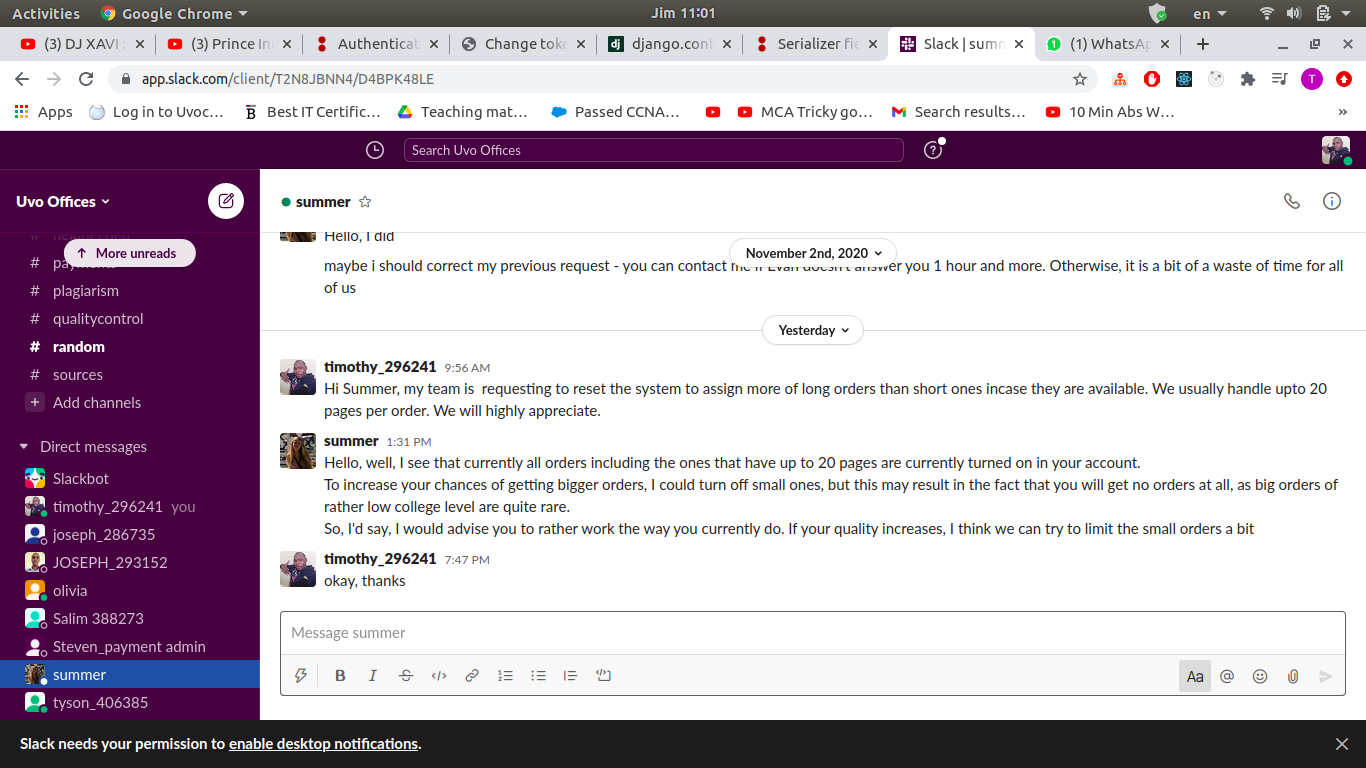 Activities
Google Chrome
Jim 11:01
en
(3) DJ XAVI
(3) Prince In
Authenticat
Change toke
django.cont
Serializer fie
Slack | summ
(1) WhatsAp
app.slack.com/client/T2N8JBNN4/D4BPK48LE
T
Apps
Log in to Uvoc...
Best IT Certific...
Teaching mat...
Passed CCNA...
MCA Tricky go...
Search results...
10 Min Abs W...
»
Search Uvo Offices
Uvo Offices
More unreads
# plagiarism
# qualitycontrol
# random
# sources
+ Add channels
Direct messages
Slackbot
timothy_296241 you
joseph_286735
JOSEPH_293152
olivia
Salim 388273
Steven_payment admin
summer
tyson_406385
summer
Hello, I did
November 2nd, 2020
maybe i should correct my previous request - you can contact me if Evan doesn't answer you 1 hour and more. Otherwise, it is a bit of a waste of time for all
of us
Yesterday
timothy_296241 9:56 AM
Hi Summer, my team is requesting to reset the system to assign more of long orders than short ones incase they are available. We usually handle upto 20
pages per order. We will highly appreciate.
summer 1:31 PM
Hello, well, I see that currently all orders including the ones that have up to 20 pages are currently turned on in your account.
To increase your chances of getting bigger orders, I could turn off small ones, but this may result in the fact that you will get no orders at all, as big orders of
rather low college level are quite rare.
So, I'd say, I would advise you to rather work the way you currently do. If your quality increases, I think we can try to limit the small orders a bit
timothy_296241 7:47 PM
okay, thanks
Message summer
B I S </>
Aa @
Slack needs your permission to enable desktop notifications.